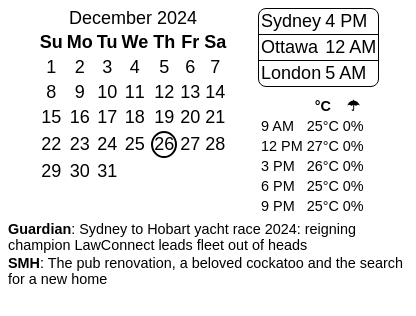 December 2024
Su Mo Tu We Th Fr Sa
1 2 3 4 5 6 7
8 9 10 11 12 13 14
15 16 17 18 19 20 21
22 23 24 25 26 27 28
29 30 31
Sydney 4 PM
Ottawa 12 AM
London 5 AM
°C ☂
9 AM 25°C 0%
12 PM 27°C 0%
3 PM 26°C 0%
6 PM 25°C 0%
9 PM 25°C 0%
Guardian: Sydney to Hobart yacht race 2024: reigning
champion LawConnect leads fleet out of heads
SMH: The pub renovation, a beloved cockatoo and the search
for a new home